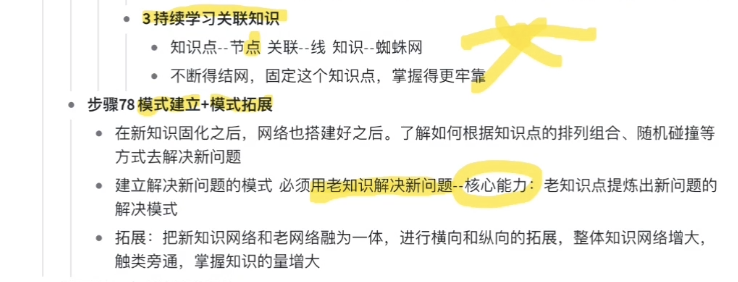 3持续学习关联知识
知识点--节点 关联--线 知识--蜘蛛网
不断得结网，固定这个知识点，掌握得更牢靠
步骤78模式建立+模式拓展
在新知识固化之后，网络也搭建好之后。了解如何根据知识点的排列组合、随机碰撞等
方式去解决新问题
建立解决新问题的模式 必须用老知识解决新问题--核心能力：老知识点提炼出新问题的
解决模式
拓展：把新知识网络和老网络融为一体，进行横向和纵向的拓展，整体知识网络增大，
触类旁通，掌握知识的量增大